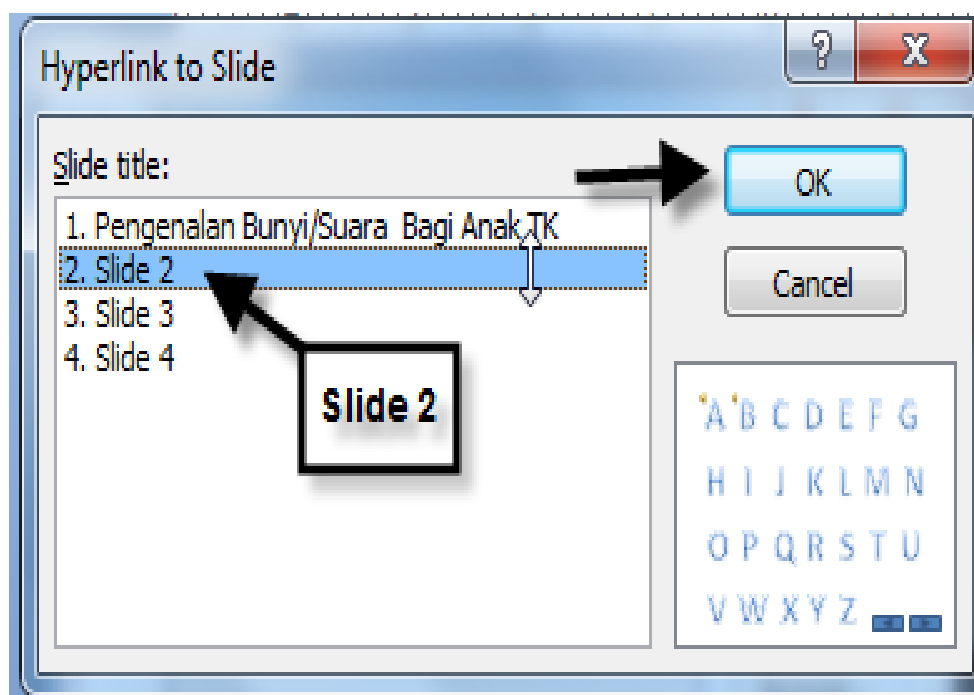 Hyperlink to Slide
Slide title:
1. Pengenalan Bunyi/Suara Bagi Anak TK
2. Slide 2
3. Slide 3
4. Slide 4
Slide 2
OK
Cancel
A B C D E F G
H I J K L M N
O P Q R S T U
V W X Y Z